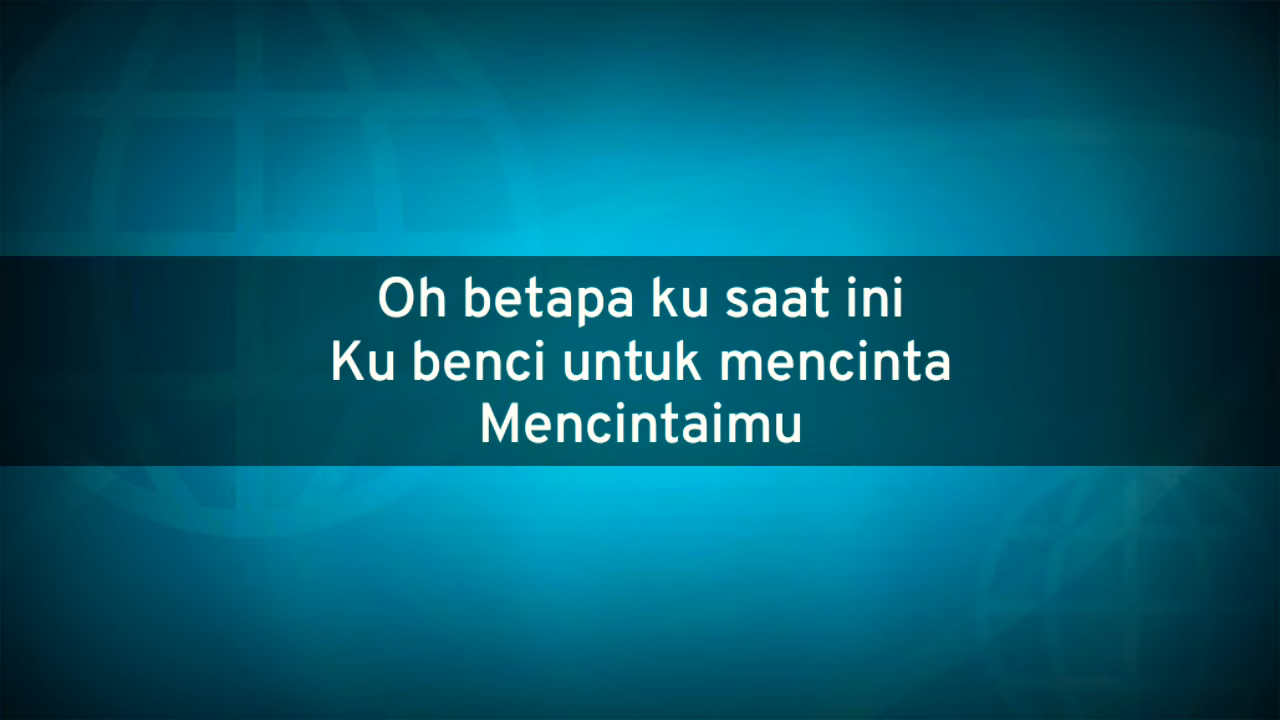 Oh betapa ku saat ini
Ku benci untuk mencinta
Mencintaimu